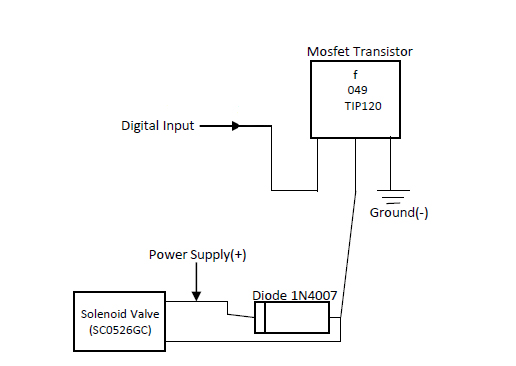 Mosfet Transistor
f
049
TIP120
Digital Input
Ground(-)
Power Supply(+)
Diode 1N4007
Solenoid Valve
(SC0526GC)